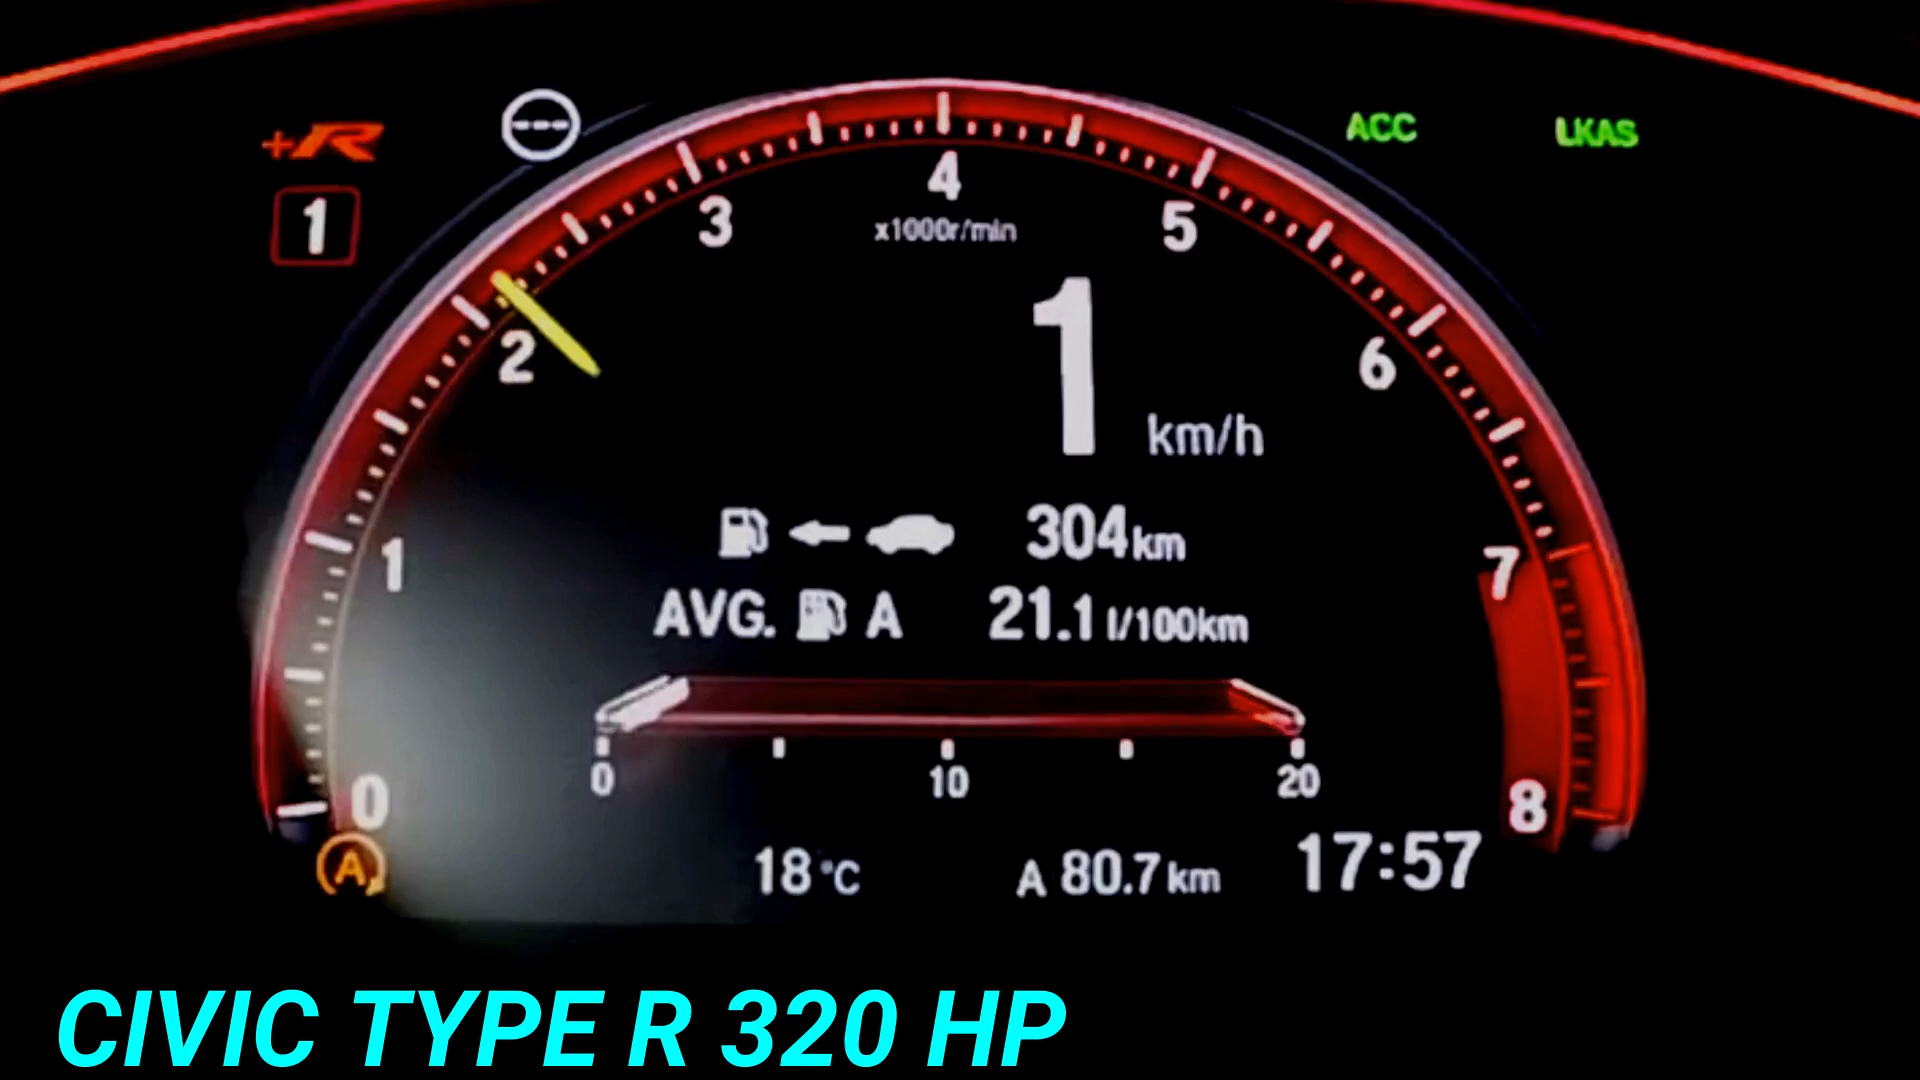 +R
ACC
LKAS
1
4
3
5
x1000r/min
2
6
1
km/h
304km
7
1
AVG. A 21.1 l/100km
0
10
20
0
8
A
18°C
A 80.7km
17:57
CIVIC TYPE R 320 HP